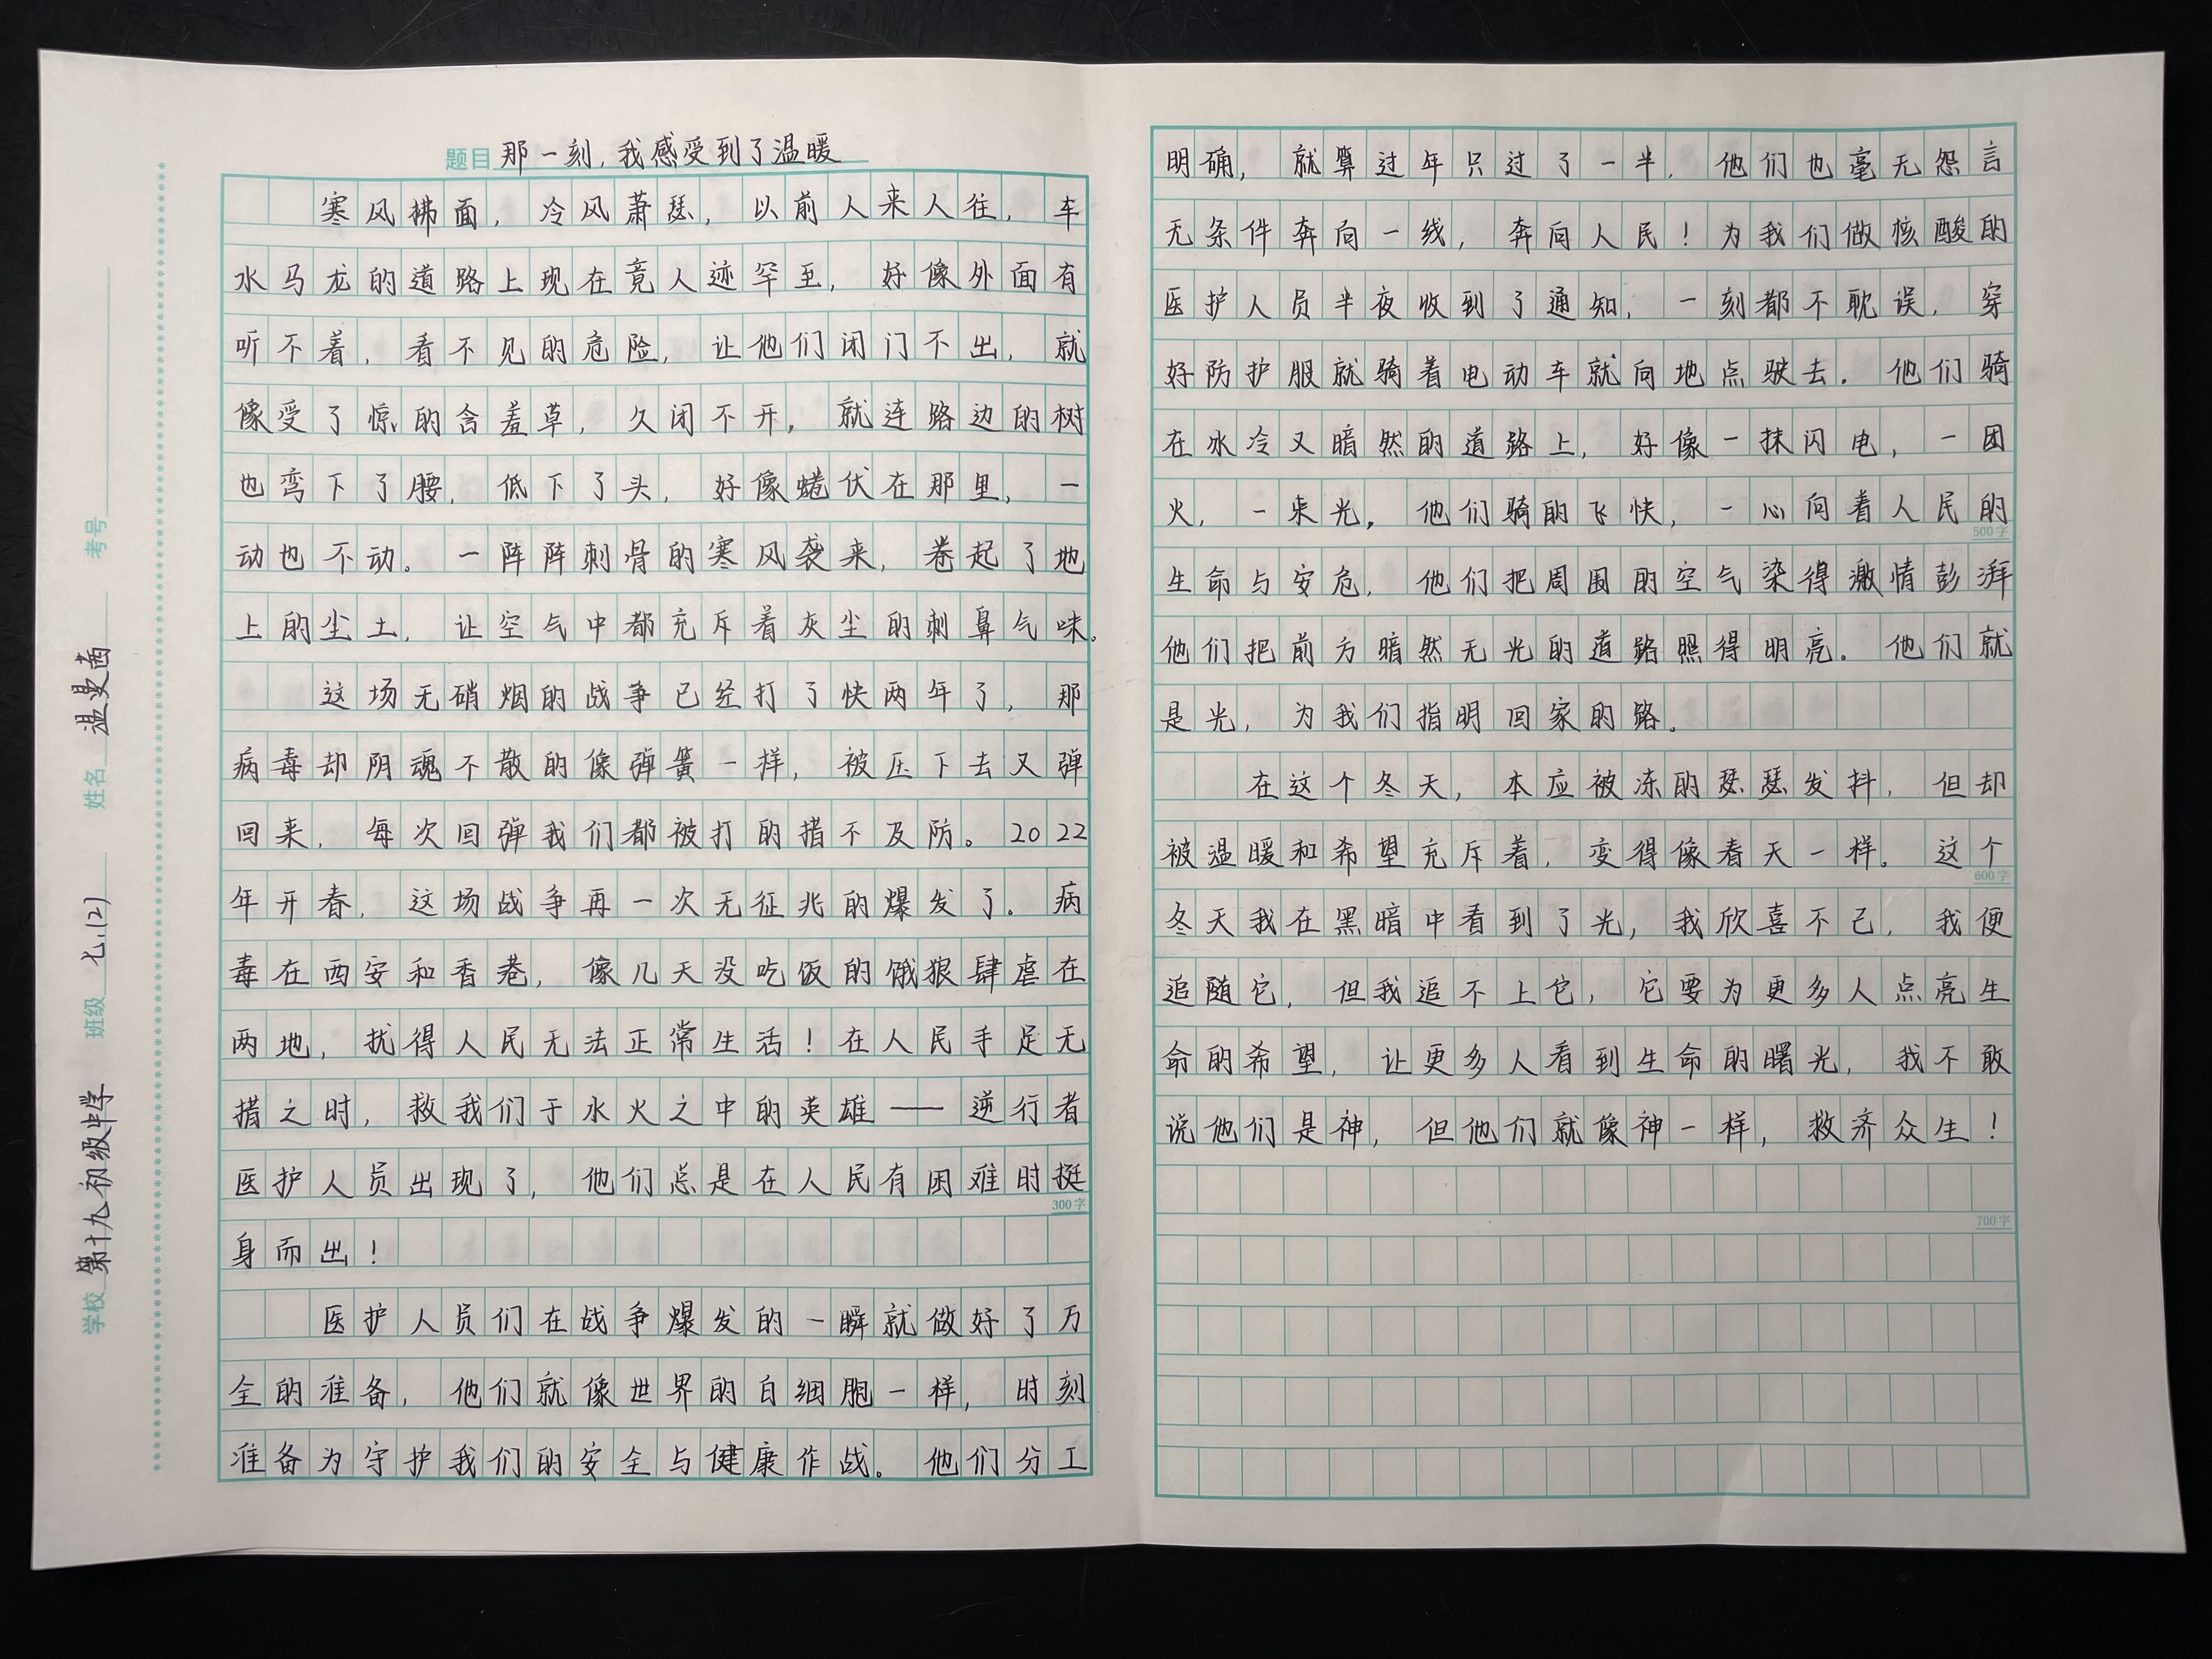 题目 那一刻，我感受到了温暖
寒风拂面，冷风萧瑟，以前人来人往，车
水马龙的道路上现在竟人迹罕至，好像外面有
听不着，看不见的危险，让他们闭门不出，就
像受了惊的含羞草，久闭不开，就连路边的树
也弯下了腰，低下了头，好像蜷伏在那里，一
动也不动。一阵阵刺骨的寒风袭来，卷起了地
上的尘土，让空气中都充斥着灰尘的刺鼻气味。
这场无硝烟的战争已经打了快两年了，那
病毒却阴魂不散的像弹簧一样，被压下去又弹
回来，每次回弹我们都被打的措不及防。2022
年开春，这场战争再一次无征兆的爆发了。病
毒在西安和香港，像几天没吃饭的饿狼肆虐在
两地，扰得人民无法正常生活！在人民手足无
措之时，救我们于水火之中的英雄——逆行者
医护人员出现了，他们总是在人民有困难时挺
300字
身而出！
医护人员们在战争爆发的一瞬就做好了万
全的准备，他们就像世界的白细胞一样，时刻
准备为守护我们的安全与健康作战。他们分工
明确，就算过年只过了一半，他们也毫无怨言
无条件奔向一线，奔向人民！为我们做核酸的
医护人员半夜收到了通知，一刻都不耽误，穿
好防护服就骑着电动车就向地点驶去。他们骑
在冰冷又暗然的道路上，好像一抹闪电，一团
火，一束光，他们骑的飞快，一心向着人民的
500字
生命与安危，他们把周围的空气染得激情彭湃
他们把前方暗然无光的道路照得明亮。他们就
是光，为我们指明回家的路。
在这个冬天，本应被冻的瑟瑟发抖，但却
被温暖和希望充斥着，变得像春天一样。这个
600字
冬天我在黑暗中看到了光，我欣喜不已，我便
追随它，但我追不上它，它要为更多人点亮生
命的希望，让更多人看到生命的曙光，我不敢
说他们是神，但他们就像神一样，救济众生！
700字
学校 第十九初级中学 班级 七、(2) 姓名 温曼茜 考号